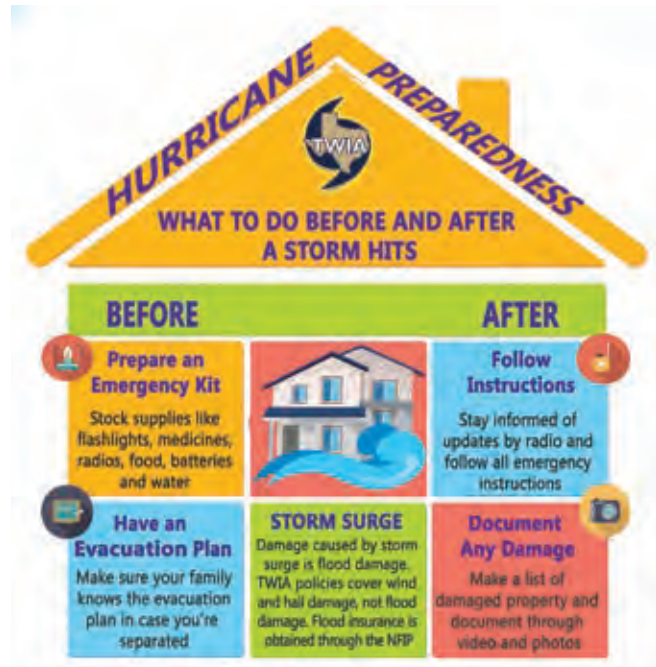 HURRICANE
PREPAREDNESS
TWIA
WHAT TO DO BEFORE AND AFTER
A STORM HITS
BEFORE
AFTER
Prepare an
Emergency Kit
Stock supplies like
flashlights, medicines,
radios, food, batteries
and water
Follow
Instructions
Stay informed of
updates by radio and
follow all emergency
instructions
Have an
Evacuation Plan
Make sure your family
knows the evacuation
plan in case you're
separated
STORM SURGE
Damage caused by storm
surge is flood damage.
TWIA policies cover wind
and hail damage, not flood
damage. Flood insurance is
obtained through the NFIP
Document
Any Damage
Make a list of
damaged property and
document through
video and photos